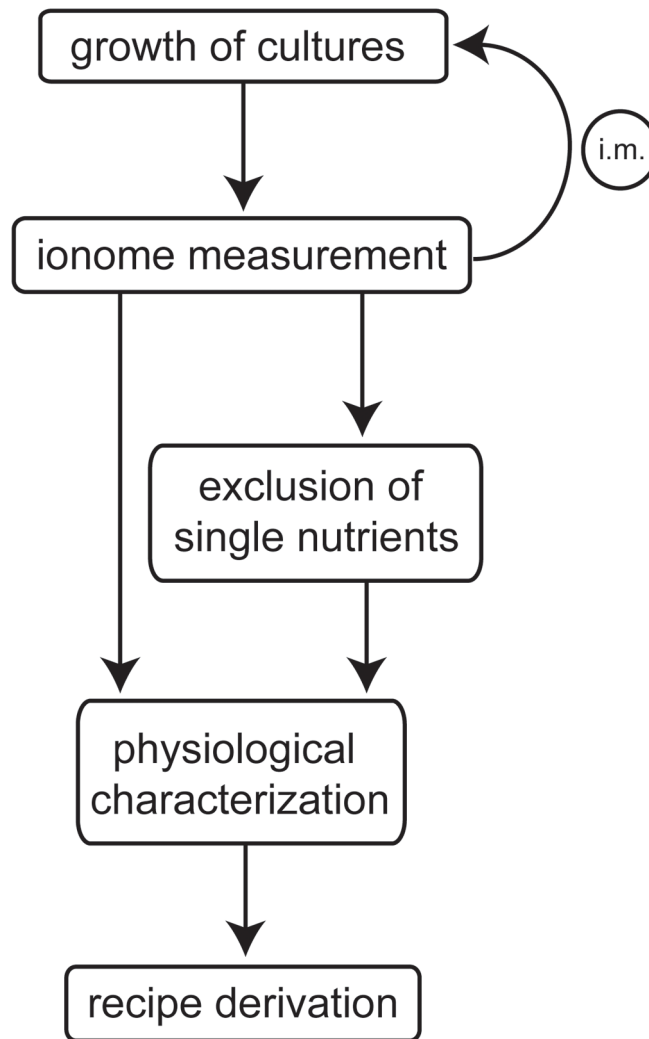 growth of cultures
i.m.
ionome measurement
exclusion of
single nutrients
physiological
characterization
recipe derivation